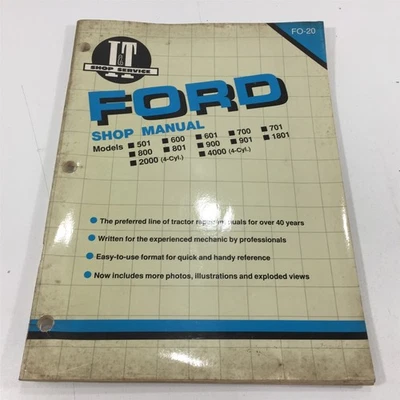 FO-20
I&T
SHOP SERVICE
FORD
SHOP MANUAL
Models ■ 501 ■ 600 ■ 601 ■ 700 ■ 701
■ 800 ■ 801 ■ 900 ■ 901 ■ 1801
■ 2000 (4-Cyl.) ■ 4000 (4-Cyl.)
● The preferred line of tractor manuals for over 40 years
● Written for the experienced mechanic by professionals
● Easy-to-use format for quick and handy reference
● Now includes more photos, illustrations and exploded views